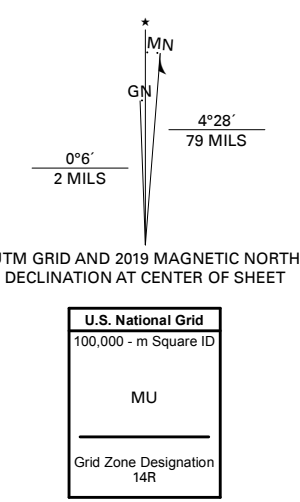 ★
MN
GN
4°28´
79 MILS
0°6´
2 MILS
UTM GRID AND 2019 MAGNETIC NORTH
DECLINATION AT CENTER OF SHEET
U.S. National Grid
100,000 - m Square ID
MU
Grid Zone Designation
14R